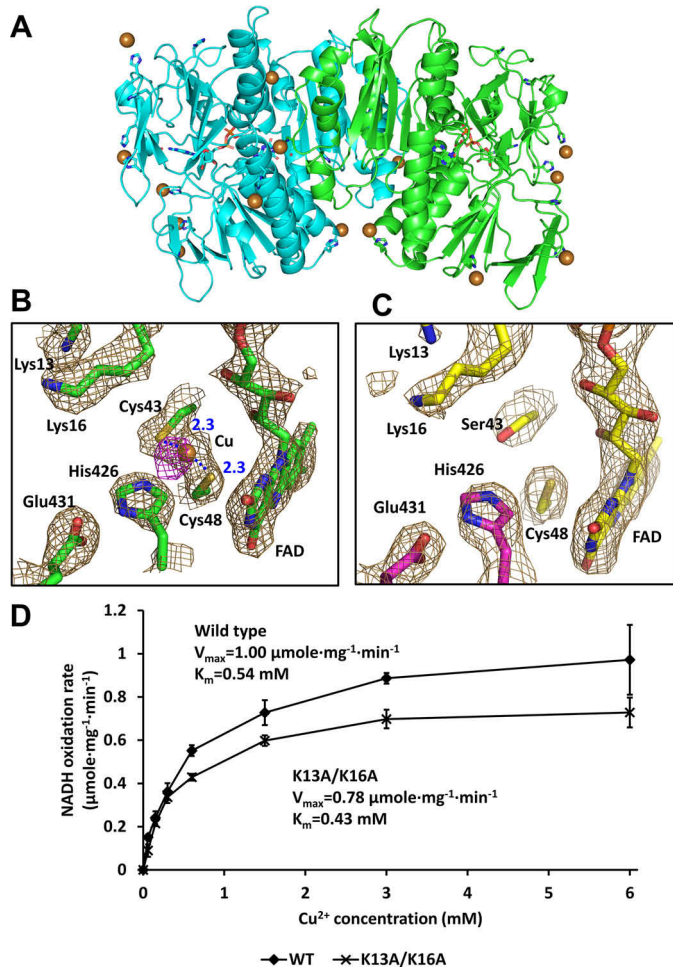 A
B
Lys13
Lys16
Cys43
2.3
Cu
2.3
His426
Cys48
Glu431
FAD
C
Lys13
Lys16
Ser43
His426
Glu431
Cys48
FAD
D
NADH oxidation rate
(µmole·mg⁻¹·min⁻¹)
1.2
1
0.8
0.6
0.4
0.2
0
Wild type
Vmax=1.00 µmole·mg⁻¹·min⁻¹
Km=0.54 mM
K13A/K16A
Vmax=0.78 µmole·mg⁻¹·min⁻¹
Km=0.43 mM
0 1 2 3 4 5 6
Cu²⁺ concentration (mM)
WT K13A/K16A